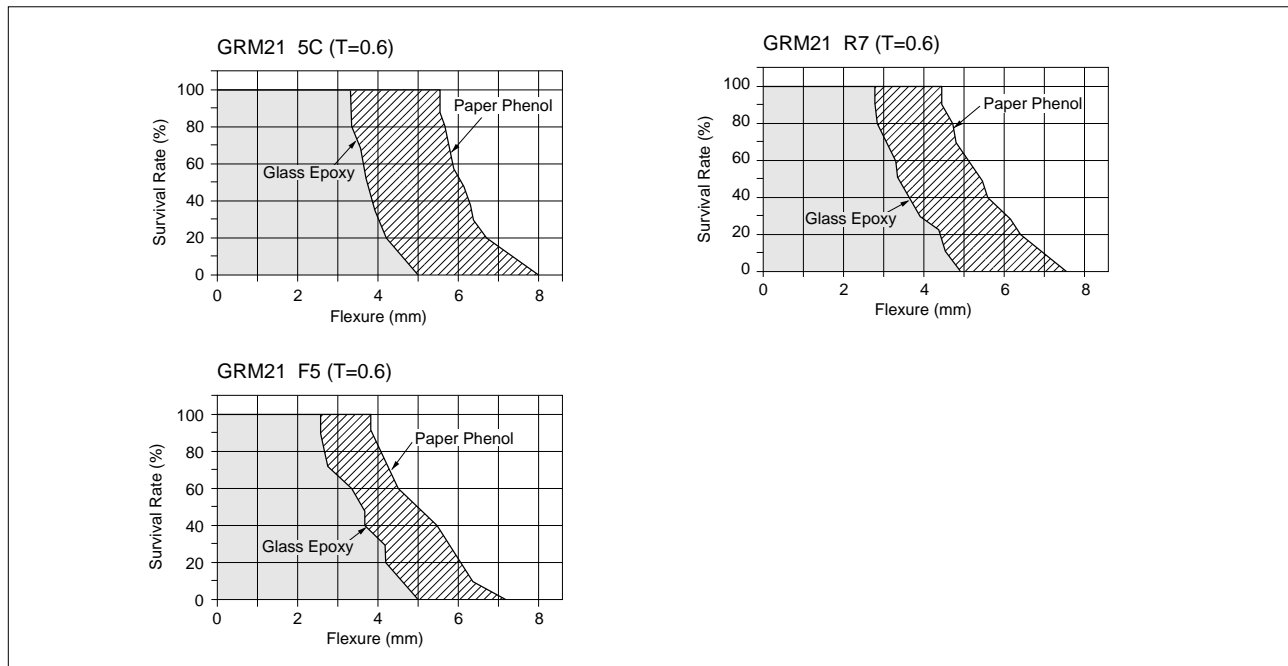 GRM21 5C (T=0.6)
Survival Rate (%)
100
80
60
40
20
0
Paper Phenol
Glass Epoxy
0 2 4 6 8
Flexure (mm)
GRM21 R7 (T=0.6)
Survival Rate (%)
100
80
60
40
20
0
Paper Phenol
Glass Epoxy
0 2 4 6 8
Flexure (mm)
GRM21 F5 (T=0.6)
Survival Rate (%)
100
80
60
40
20
0
Paper Phenol
Glass Epoxy
0 2 4 6 8
Flexure (mm)